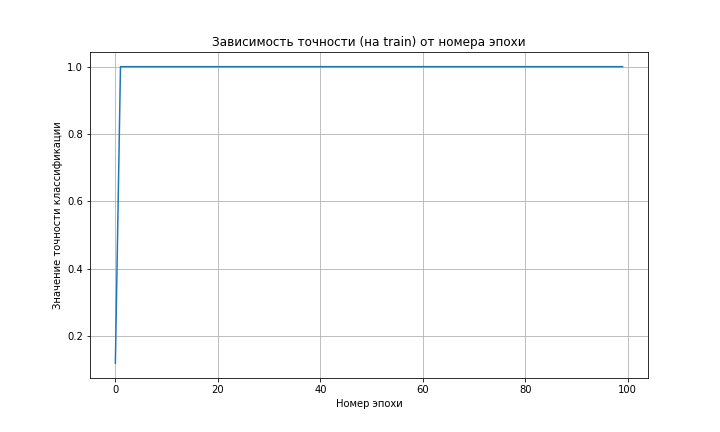 Зависимость точности (на train) от номера эпохи
Значение точности классификации
1.0
0.8
0.6
0.4
0.2
0 20 40 60 80 100
Номер эпохи